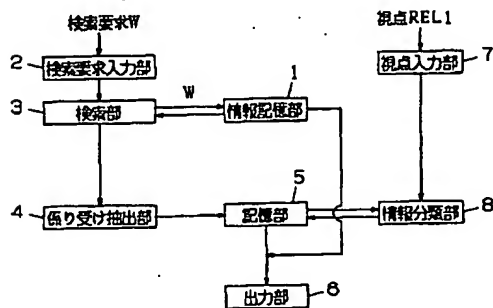 検索要求W
視点REL1
2 検索要求入力部
視点入力部 7
3 検索部
W
1
情報記憶部
4 係り受け抽出部
5
記憶部
情報分類部 8
出力部 6